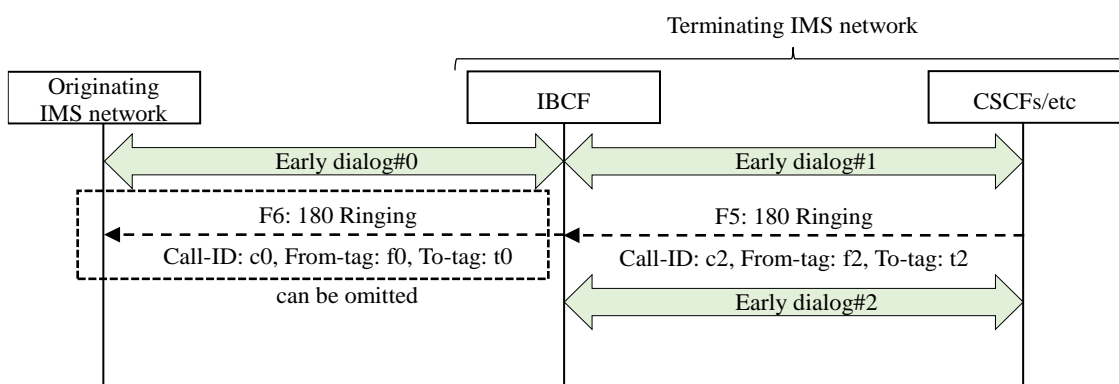 Terminating IMS network
Originating
IMS network
IBCF
CSCFs/etc
Early dialog#0
Early dialog#1
F6: 180 Ringing
F5: 180 Ringing
Call-ID: c0, From-tag: f0, To-tag: t0
Call-ID: c2, From-tag: f2, To-tag: t2
can be omitted
Early dialog#2